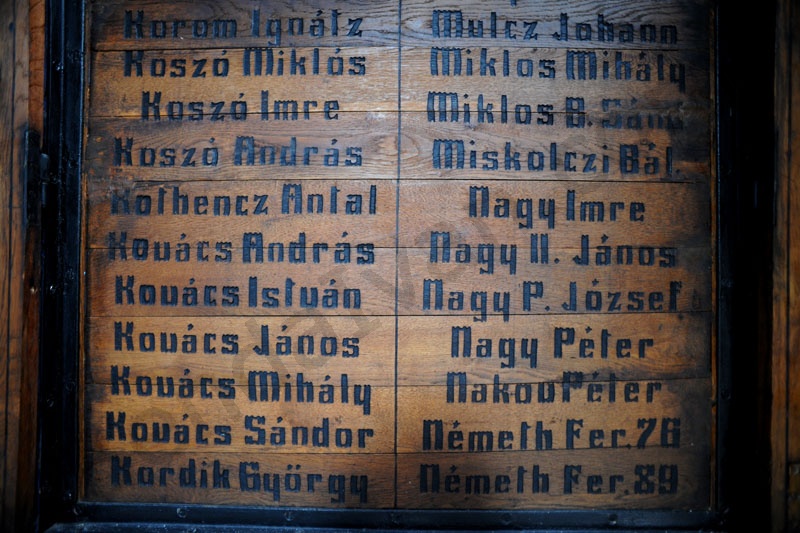 Korom Ignátz
Koszó Miklós
Koszó Imre
Koszó András
Kothencz Antal
Kovács András
Kovács István
Kovács János
Kovács Mihály
Kovács Sándor
Kordik György
Mulcz Johann
Miklós Mihály
Miklos B. Sánd
Miskolczi Bál.
Nagy Imre
Nagy II. János
Nagy P. József
Nagy Péter
Nakov Péter
Németh Fer. 76
Németh Fer. 89